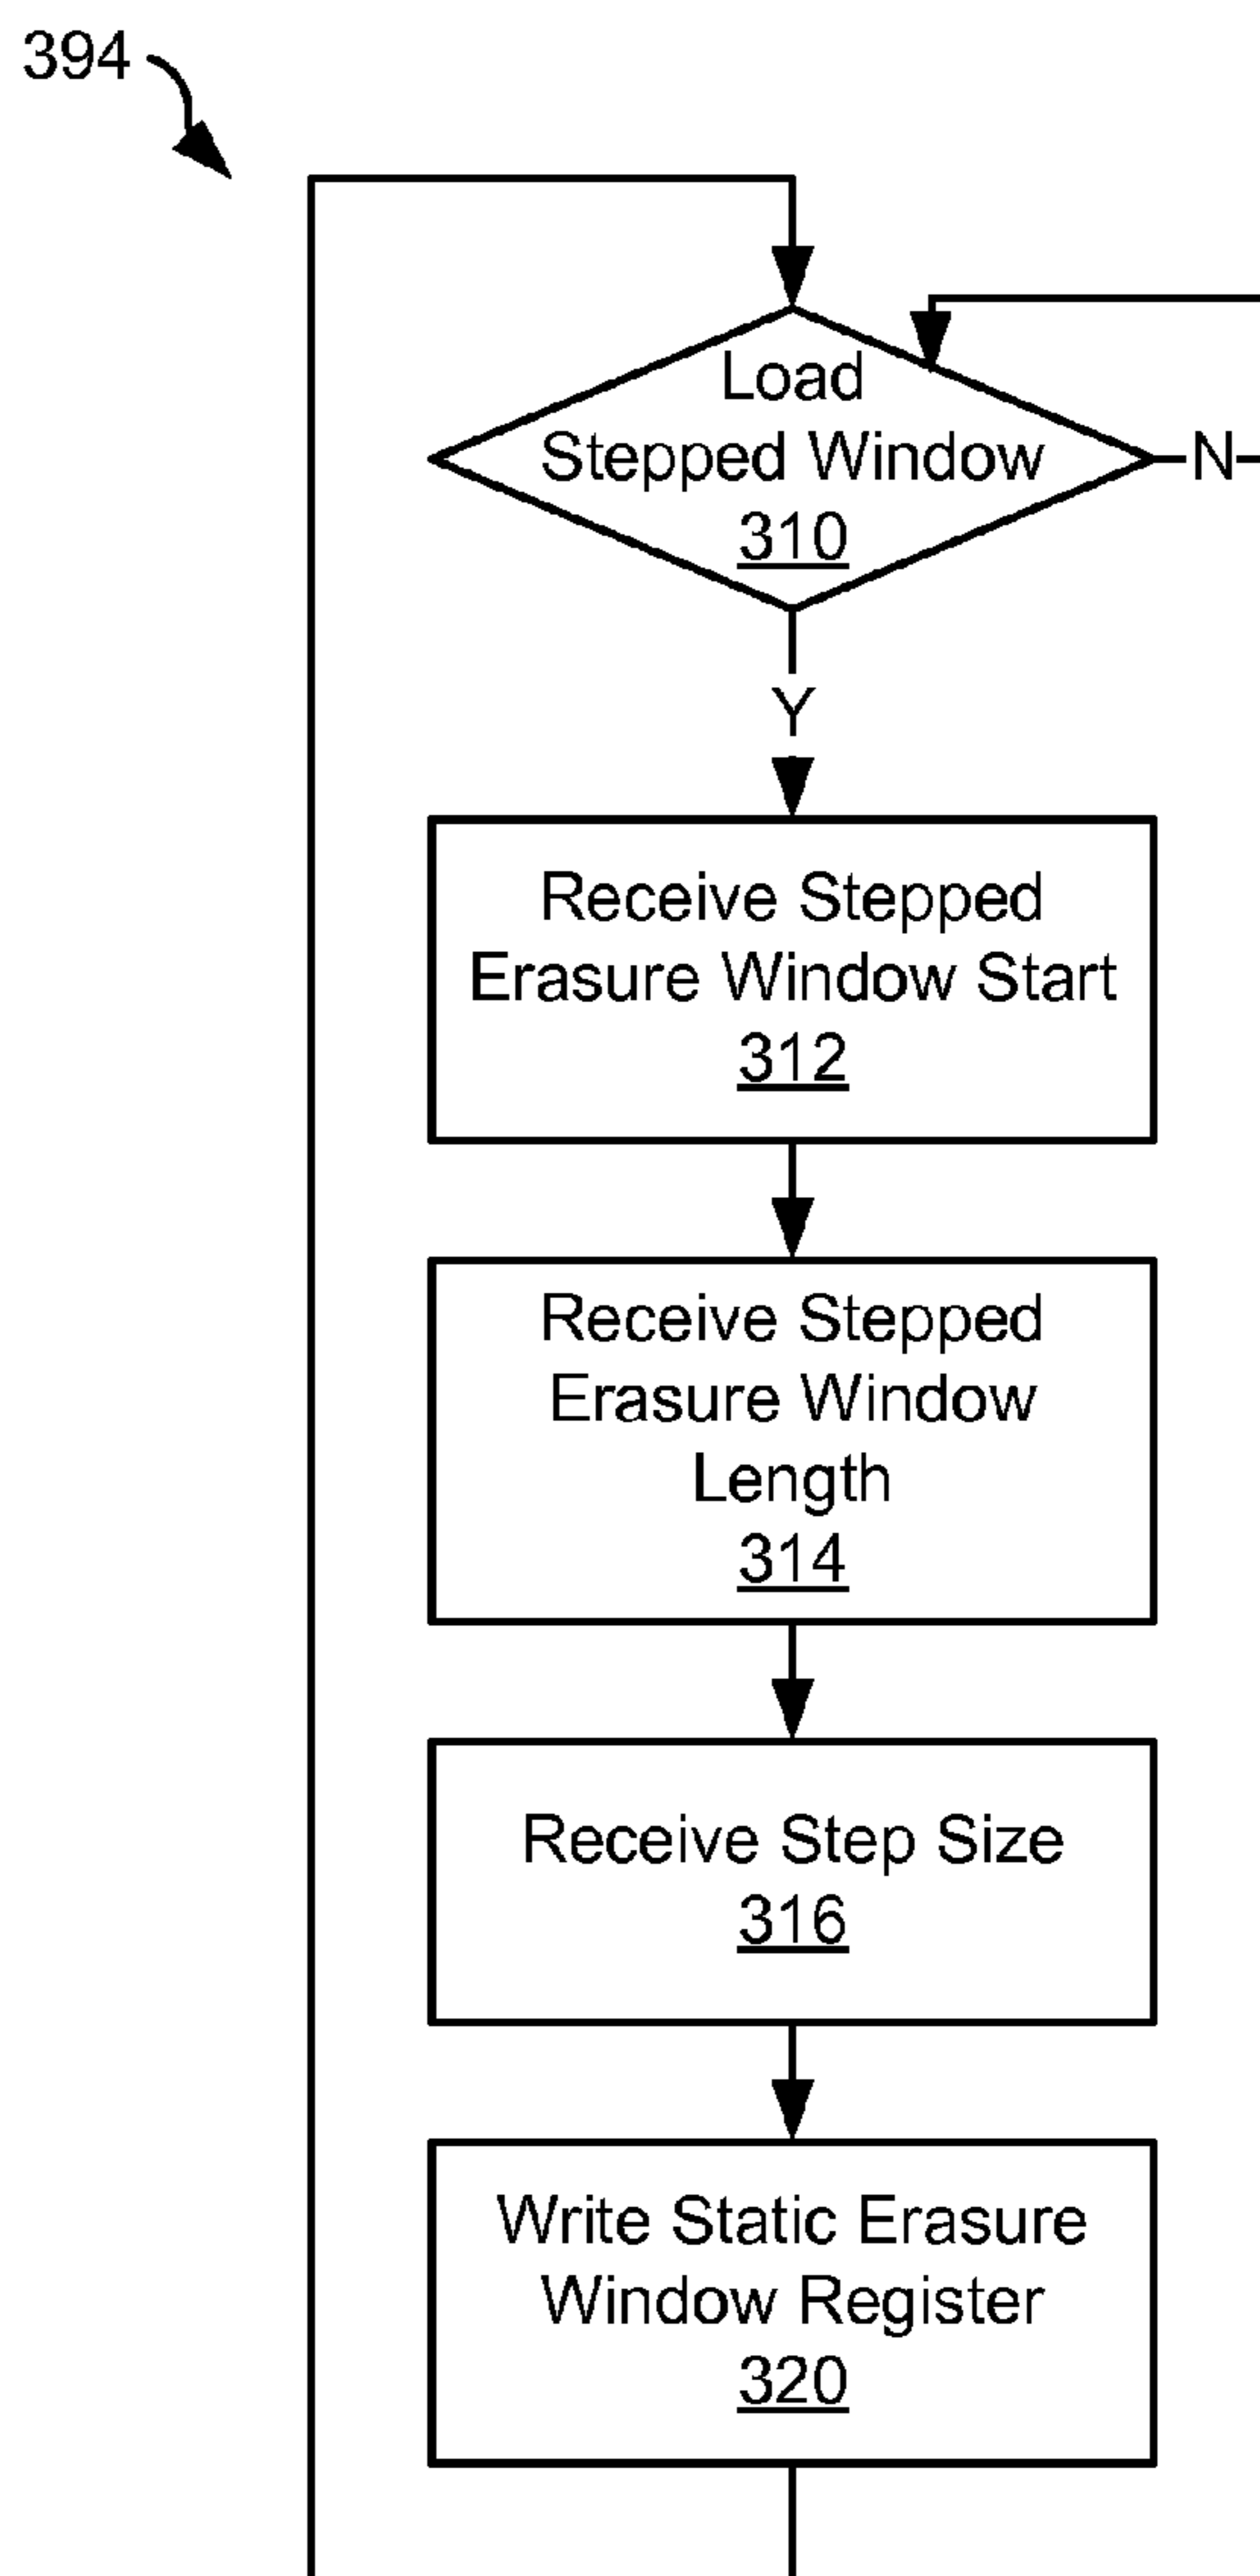 394
Load
Stepped Window
310
N
Y
Receive Stepped
Erasure Window Start
312
Receive Stepped
Erasure Window
Length
314
Receive Step Size
316
Write Static Erasure
Window Register
320